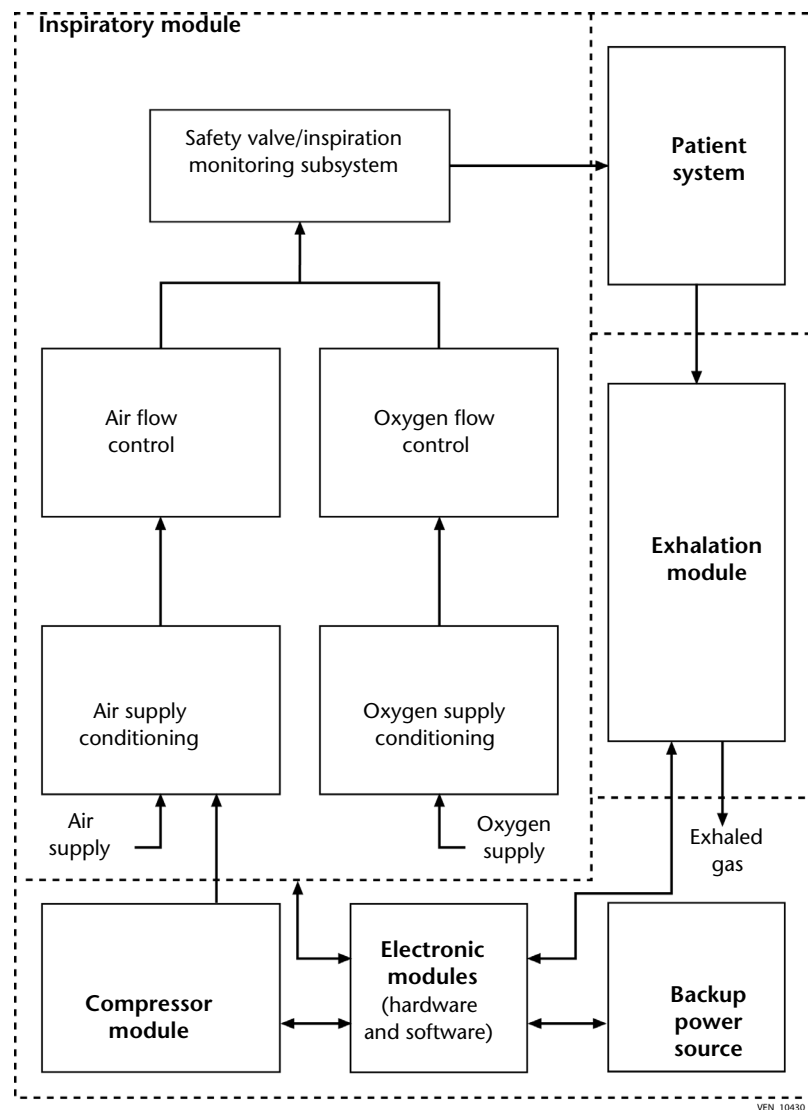 Inspiratory module
Safety valve/inspiration
monitoring subsystem
Patient
system
Air flow
control
Oxygen flow
control
Exhalation
module
Air supply
conditioning
Oxygen supply
conditioning
Air
supply
Oxygen
supply
Exhaled
gas
Compressor
module
Electronic
modules
(hardware
and software)
Backup
power
source
VEN_10430